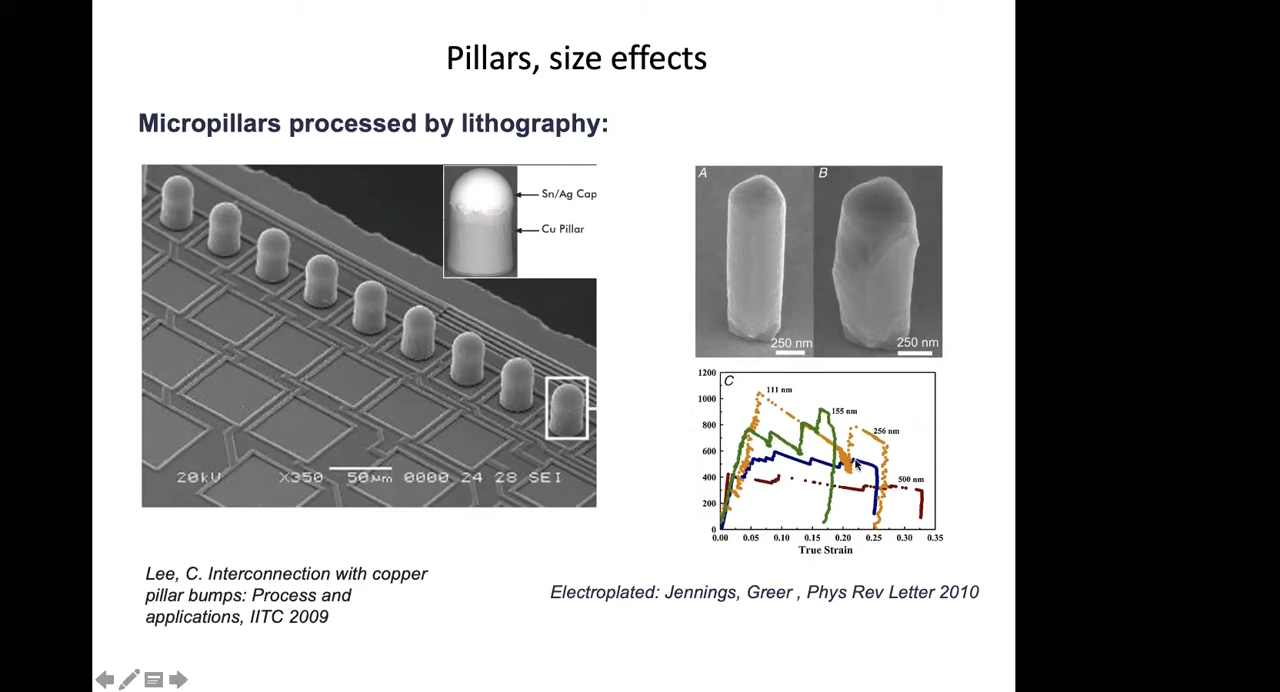 Pillars, size effects
Micropillars processed by lithography:
Sn/Ag Cap
Cu Pillar
20kU X350 50µm 0000 24 28 SEI
A
B
250 nm
250 nm
C
1200
1000
800
600
400
200
0
111 nm
155 nm
256 nm
500 nm
0.00 0.05 0.10 0.15 0.20 0.25 0.30 0.35
True Strain
Lee, C. Interconnection with copper
pillar bumps: Process and
applications, IITC 2009
Electroplated: Jennings, Greer , Phys Rev Letter 2010